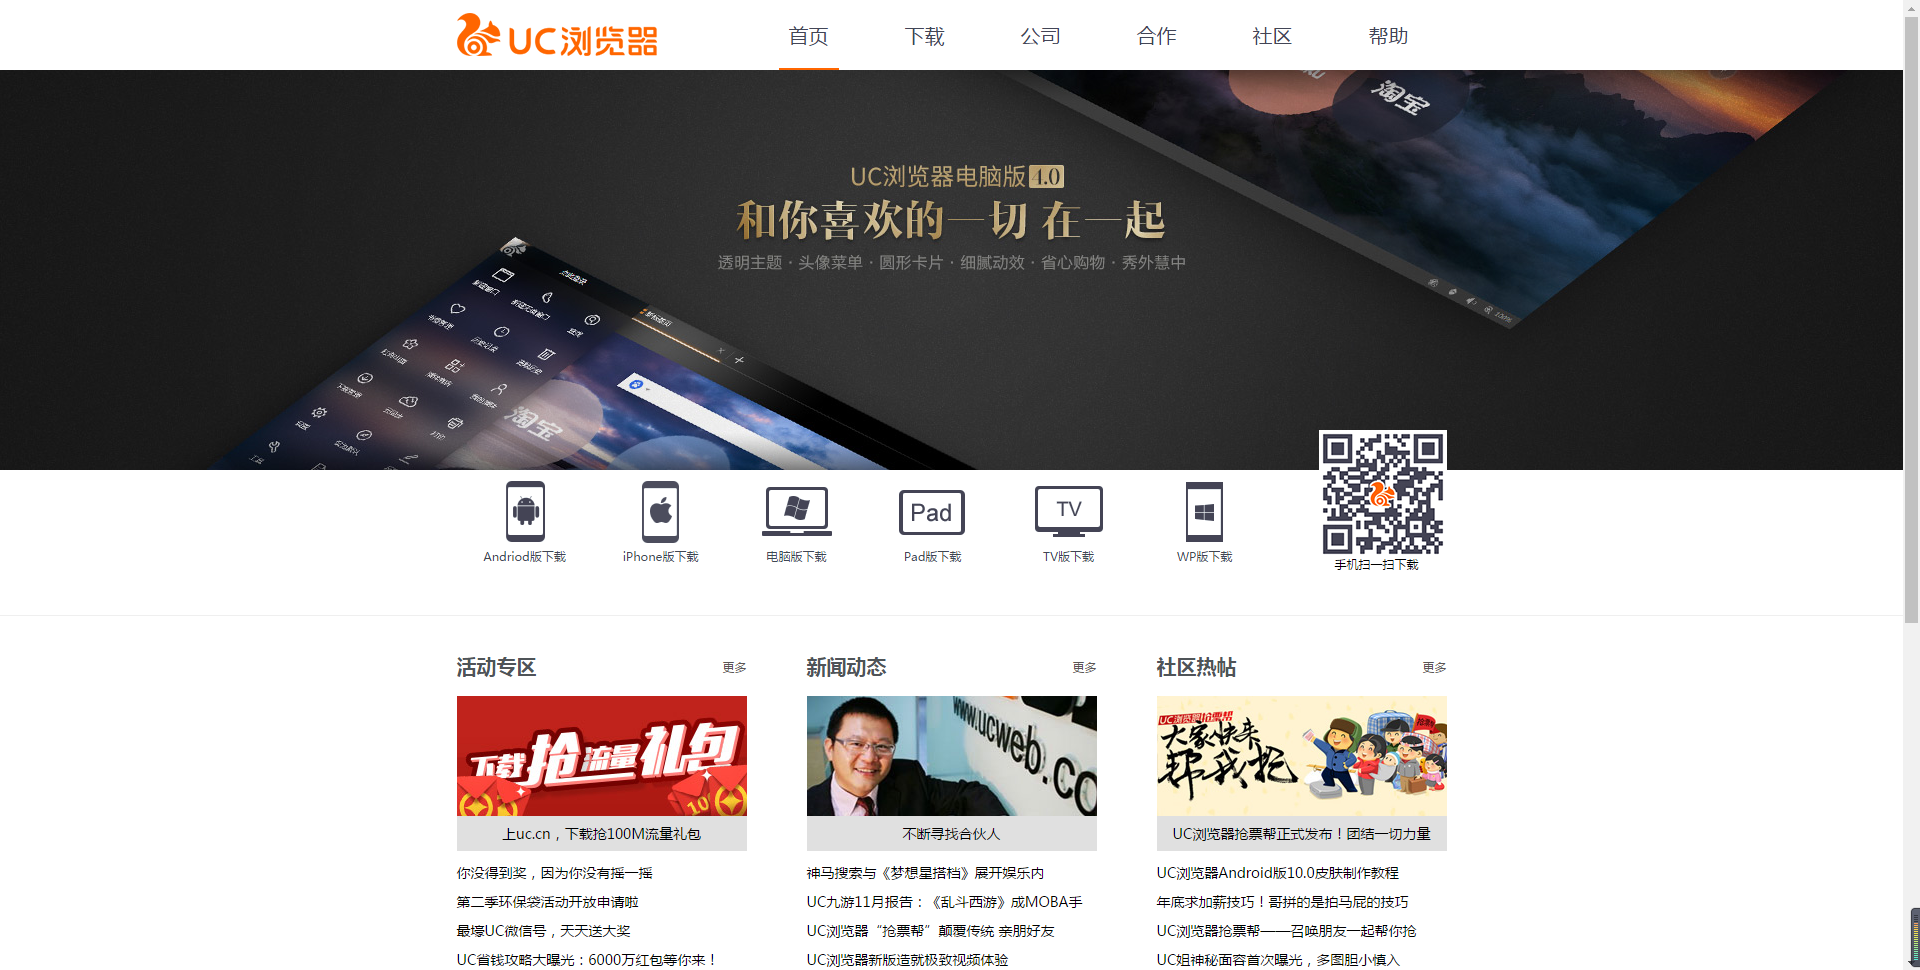 UC浏览器
首页 下载 公司 合作 社区 帮助
淘宝
UC浏览器电脑版4.0
和你喜欢的一切 在一起
透明主题·头像菜单·圆形卡片·细腻动效·省心购物·秀外慧中
淘宝
Pad
TV
Andriod版下载 iPhone版下载 电脑版下载 Pad版下载 TV版下载 WP版下载
手机扫一扫下载
活动专区 更多
下载抢流量礼包
上uc.cn，下载抢100M流量礼包
你没得到奖，因为你没有摇一摇
第二季环保袋活动开放申请啦
最壕UC微信号，天天送大奖
UC省钱攻略大曝光：6000万红包等你来！
新闻动态 更多
www.ucweb.co
不断寻找合伙人
神马搜索与《梦想星搭档》展开娱乐内
UC九游11月报告：《乱斗西游》成MOBA手
UC浏览器“抢票帮”颠覆传统 亲朋好友
UC浏览器新版造就极致视频体验
社区热帖 更多
UC浏览器抢票帮
大家快来
帮我抢
UC浏览器抢票帮正式发布！团结一切力量
UC浏览器Android版10.0皮肤制作教程
年底求加薪技巧！哥拼的是拍马屁的技巧
UC浏览器抢票帮——召唤朋友一起帮你抢
UC姐神秘面容首次曝光，多图胆小慎入